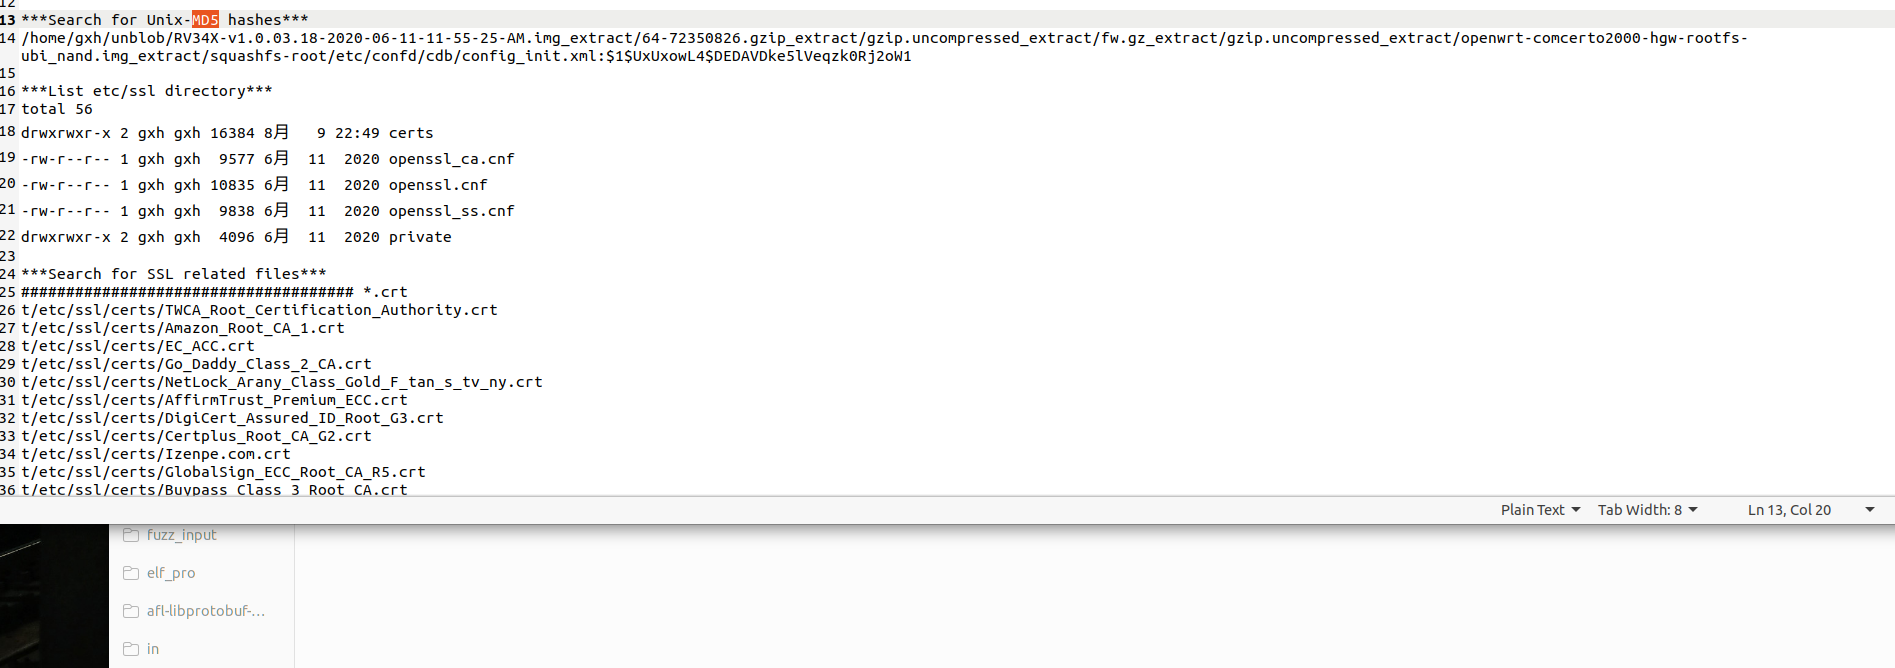 12
13 ***Search for Unix-MD5 hashes***
14 /home/gxh/unblob/RV34X-v1.0.03.18-2020-06-11-11-55-25-AM.img_extract/64-72350826.gzip_extract/gzip.uncompressed_extract/fw.gz_extract/gzip.uncompressed_extract/openwrt-comcerto2000-hgw-rootfs-
ubi_nand.img_extract/squashfs-root/etc/confd/cdb/config_init.xml:$1$UxUxowL4$DEDAVDke5lVeqzk0Rj2oW1
15
16 ***List etc/ssl directory***
17 total 56
18 drwxrwxr-x 2 gxh gxh 16384 8月   9 22:49 certs
19 -rw-r--r-- 1 gxh gxh  9577 6月  11  2020 openssl_ca.cnf
20 -rw-r--r-- 1 gxh gxh 10835 6月  11  2020 openssl.cnf
21 -rw-r--r-- 1 gxh gxh  9838 6月  11  2020 openssl_ss.cnf
22 drwxrwxr-x 2 gxh gxh  4096 6月  11  2020 private
23
24 ***Search for SSL related files***
25 ##################################### *.crt
26 t/etc/ssl/certs/TWCA_Root_Certification_Authority.crt
27 t/etc/ssl/certs/Amazon_Root_CA_1.crt
28 t/etc/ssl/certs/EC_ACC.crt
29 t/etc/ssl/certs/Go_Daddy_Class_2_CA.crt
30 t/etc/ssl/certs/NetLock_Arany_Class_Gold_F_tan_s_tv_ny.crt
31 t/etc/ssl/certs/AffirmTrust_Premium_ECC.crt
32 t/etc/ssl/certs/DigiCert_Assured_ID_Root_G3.crt
33 t/etc/ssl/certs/Certplus_Root_CA_G2.crt
34 t/etc/ssl/certs/Izenpe.com.crt
35 t/etc/ssl/certs/GlobalSign_ECC_Root_CA_R5.crt
36 t/etc/ssl/certs/Buypass_Class_3_Root_CA.crt
Plain Text Tab Width: 8 Ln 13, Col 20
fuzz_input
elf_pro
afl-libprotobuf-...
in